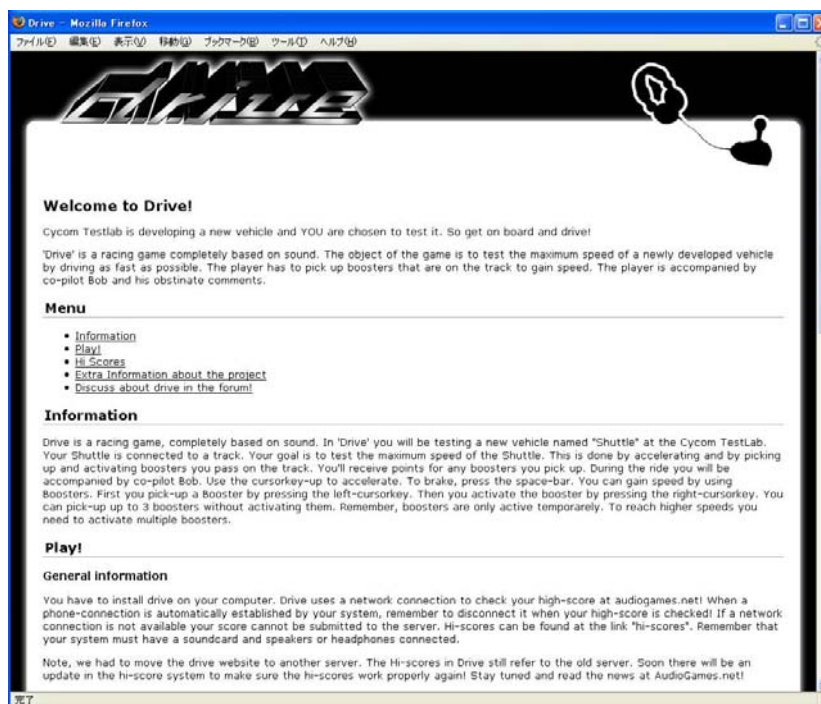 Drive - Mozilla Firefox
ファイル(F) 編集(E) 表示(V) 移動(G) ブックマーク(B) ツール(T) ヘルプ(H)
drive
Welcome to Drive!
Cycom Testlab is developing a new vehicle and YOU are chosen to test it. So get on board and drive!
'Drive' is a racing game completely based on sound. The object of the game is to test the maximum speed of a newly developed vehicle
by driving as fast as possible. The player has to pick up boosters that are on the track to gain speed. The player is accompanied by
co-pilot Bob and his obstinate comments.
Menu
• Information
• Play!
• Hi Scores
• Extra Information about the project
• Discuss about drive in the forum!
Information
Drive is a racing game, completely based on sound. In 'Drive' you will be testing a new vehicle named "Shuttle" at the Cycom TestLab.
Your Shuttle is connected to a track. Your goal is to test the maximum speed of the Shuttle. This is done by accelerating and by picking
up and activating boosters you pass on the track. You'll receive points for any boosters you pick up. During the ride you will be
accompanied by co-pilot Bob. Use the cursorkey-up to accelerate. To brake, press the space-bar. You can gain speed by using
Boosters. First you pick-up a Booster by pressing the left-cursorkey. Then you activate the booster by pressing the right-cursorkey. You
can pick-up up to 3 boosters without activating them. Remember, boosters are only active temporarely. To reach higher speeds you
need to activate multiple boosters.
Play!
General information
You have to install drive on your computer. Drive uses a network connection to check your high-score at audiogames.net! When a
phone-connection is automatically established by your system, remember to disconnect it when your high-score is checked! If a network
connection is not available your score cannot be submitted to the server. Hi-scores can be found at the link "hi-scores". Remember that
your system must have a soundcard and speakers or headphones connected.
Note, we had to move the drive website to another server. The Hi-scores in Drive still refer to the old server. Soon there will be an
update in the hi-score system to make sure the hi-scores work properly again! Stay tuned and read the news at AudioGames.net!
完了